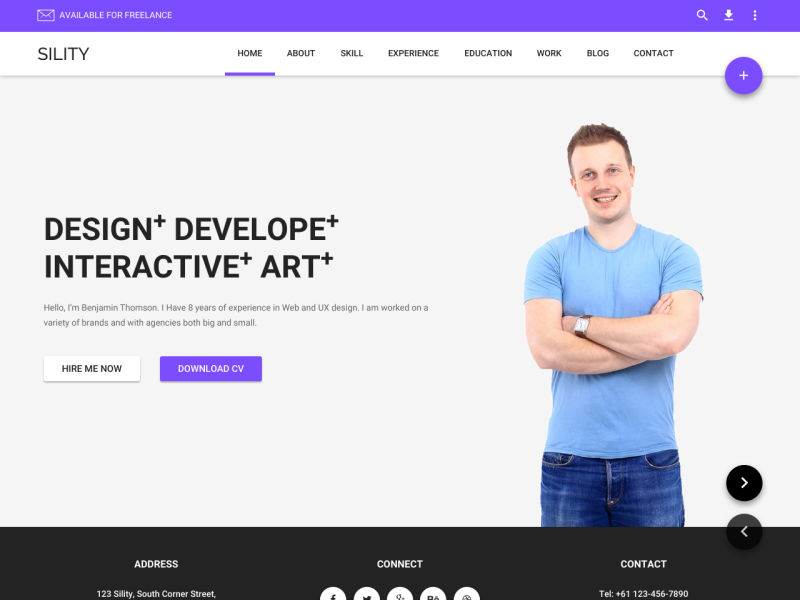 AVAILABLE FOR FREELANCE
SILITY
HOME ABOUT SKILL EXPERIENCE EDUCATION WORK BLOG CONTACT
+
DESIGN+ DEVELOPE+
INTERACTIVE+ ART+
Hello, I'm Benjamin Thomson. I Have 8 years of experience in Web and UX design. I am worked on a
variety of brands and with agencies both big and small.
HIRE ME NOW DOWNLOAD CV
ADDRESS CONNECT CONTACT
123 Sility, South Corner Street, Tel: +61 123-456-7890